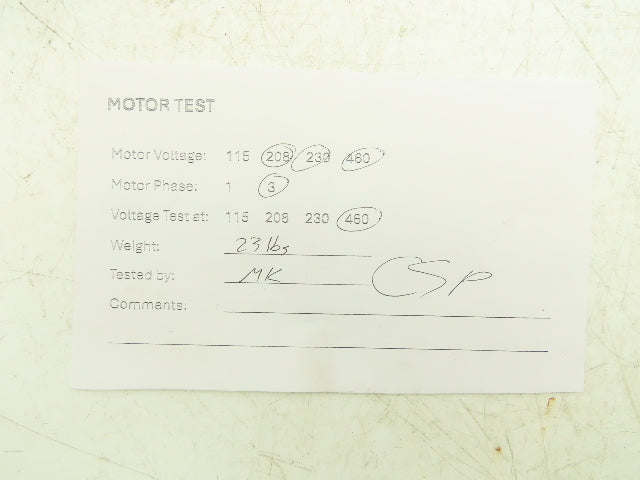 MOTOR TEST
Motor Voltage: 115 208 230 460
Motor Phase: 1 3
Voltage Test at: 115 208 230 460
Weight: 23 lbs
Tested by: MK CSP
Comments: